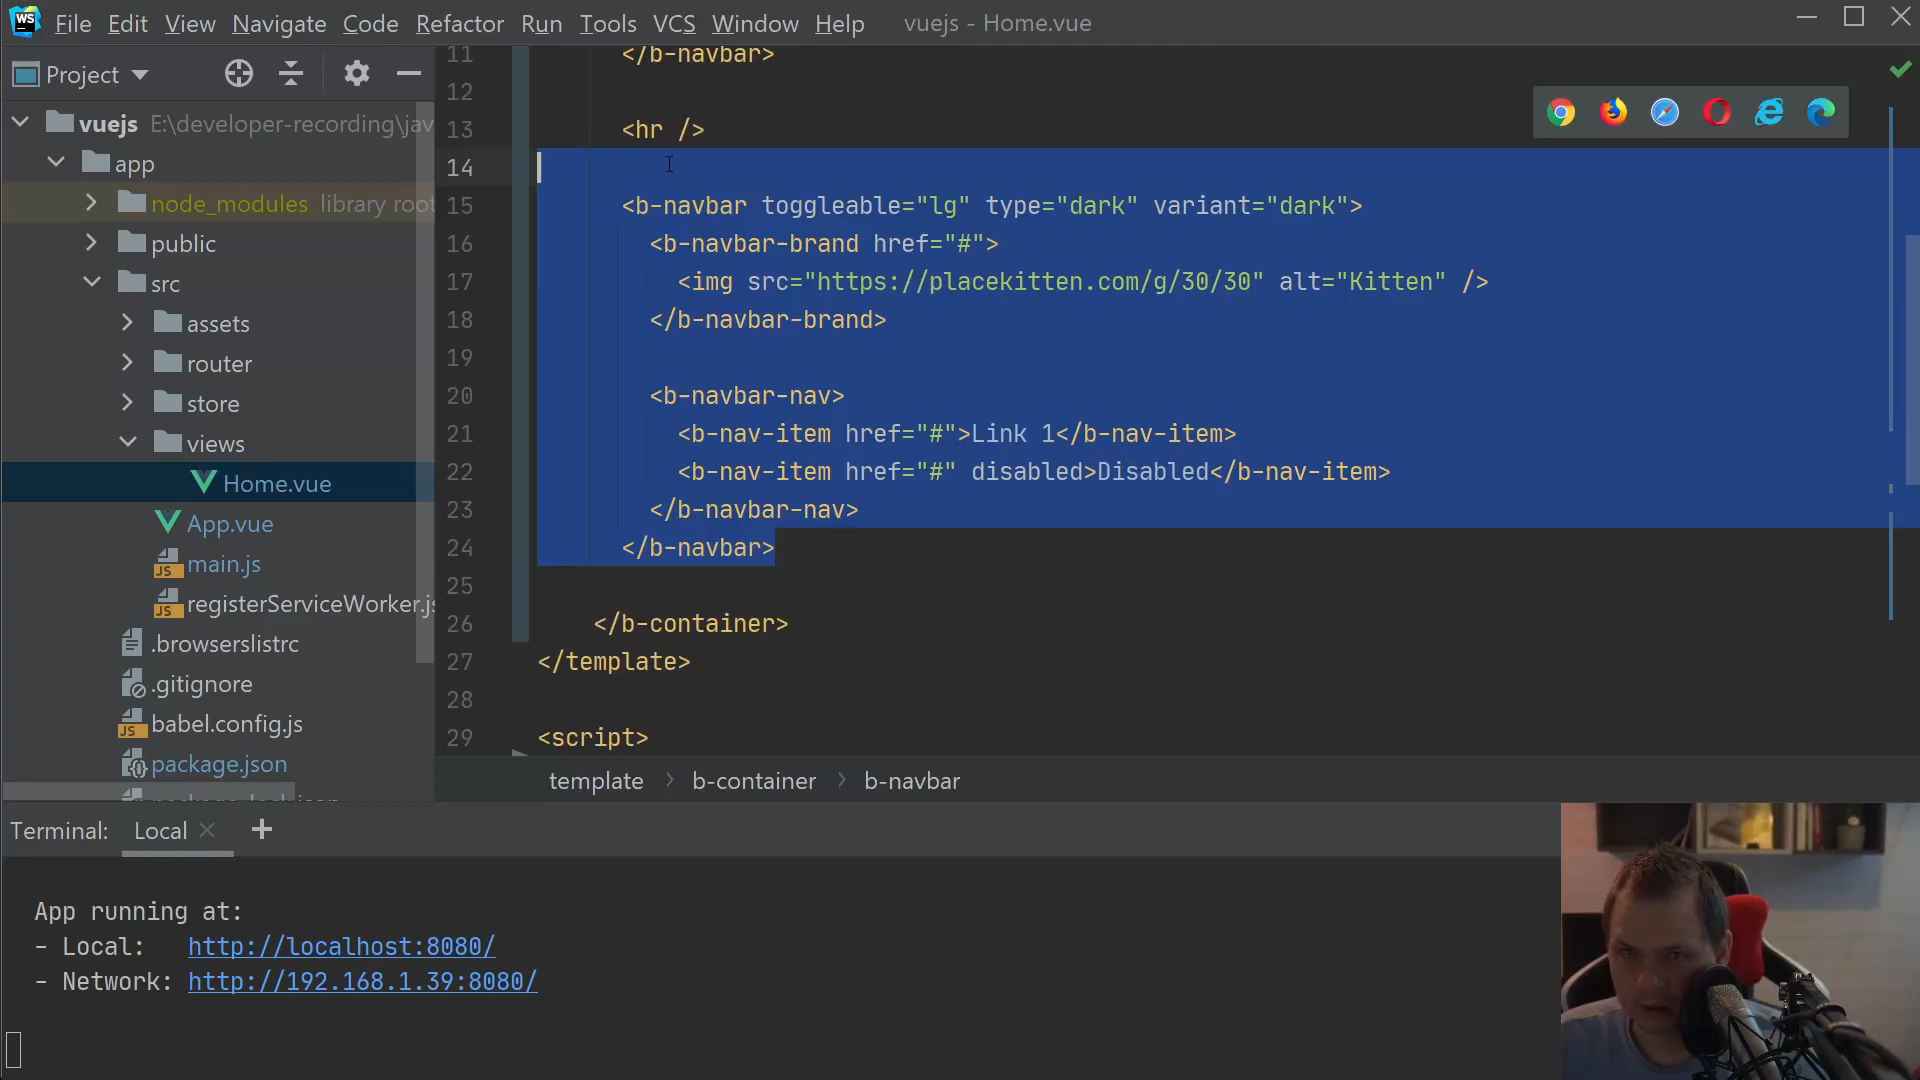 WS File Edit View Navigate Code Refactor Run Tools VCS Window Help vuejs - Home.vue
Project
vuejs E:\developer-recording\jav
app
node_modules library root
public
src
assets
router
store
views
Home.vue
App.vue
JS main.js
JS registerServiceWorker.js
.browserslistrc
.gitignore
JS babel.config.js
package.json
11 </b-navbar>
12
13 <hr />
14
15 <b-navbar toggleable="lg" type="dark" variant="dark">
16 <b-navbar-brand href="#">
17 <img src="https://placekitten.com/g/30/30" alt="Kitten" />
18 </b-navbar-brand>
19
20 <b-navbar-nav>
21 <b-nav-item href="#">Link 1</b-nav-item>
22 <b-nav-item href="#" disabled>Disabled</b-nav-item>
23 </b-navbar-nav>
24 </b-navbar>
25
26 </b-container>
27 </template>
28
29 <script>
template b-container b-navbar
Terminal: Local
App running at:
- Local: http://localhost:8080/
- Network: http://192.168.1.39:8080/